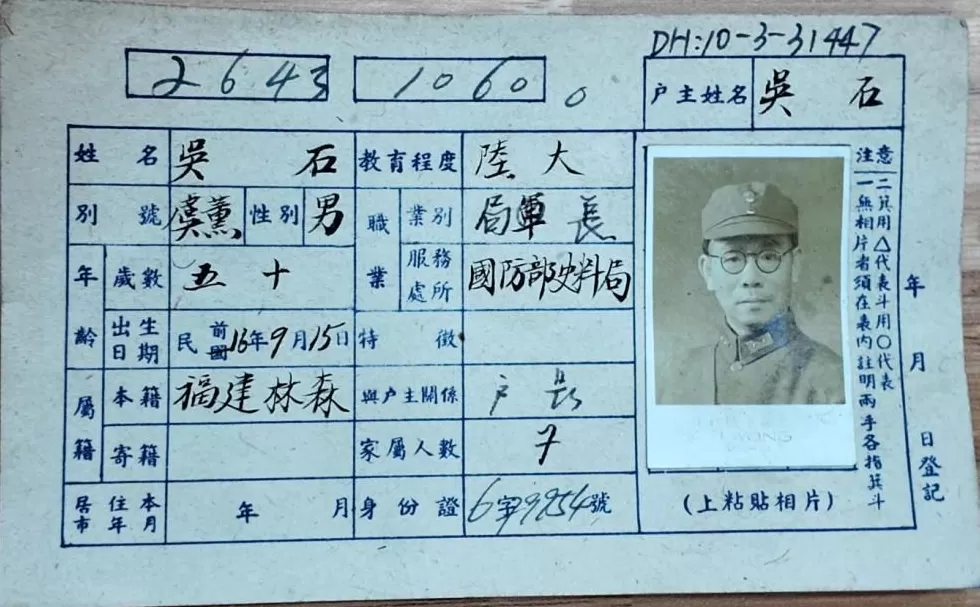 DH:10-3-31447
2643 1060 0
户主姓名 吳石
姓名 吳石 教育程度 陸大
別號 虞薰 性別 男 職業 業別 局軍長
年齡 歲數 五十 服務處所 國防部史料局
出生日期 民前國16年9月15日 特徵
屬籍 本籍 福建林森 與户主關係 户長
寄籍 家屬人數 7
居住本市年月 年 月 身份證 6字9254號
注意
一無相片者須在表內註明兩手各指箕斗
二箕用△代表斗用〇代表
(上粘貼相片)
年 月 日登記